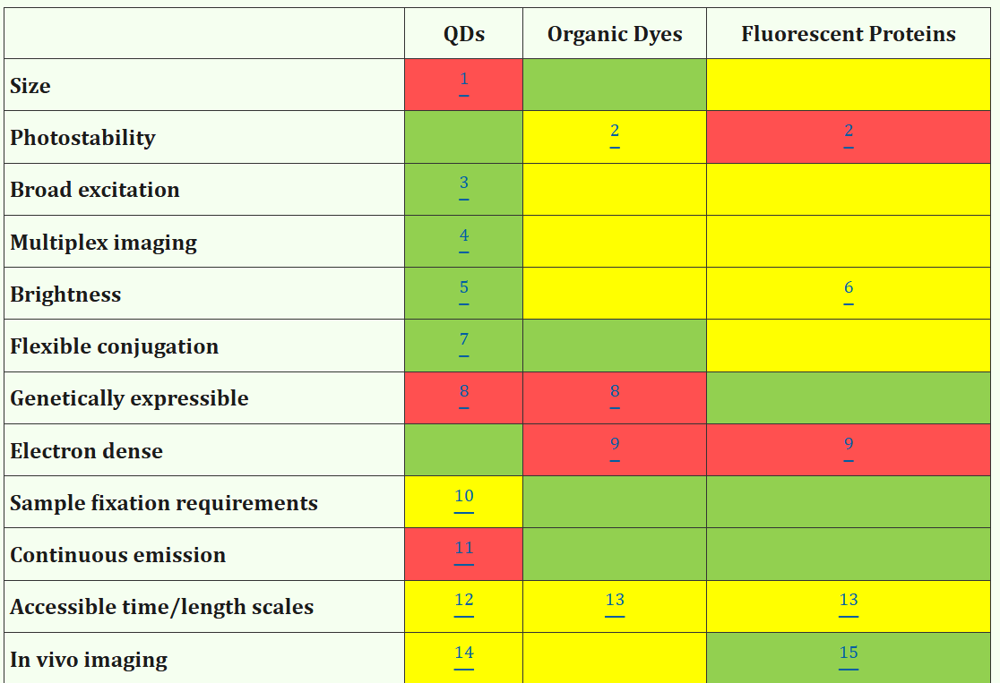 QDs Organic Dyes Fluorescent Proteins
Size 1
Photostability 2 2
Broad excitation 3
Multiplex imaging 4
Brightness 5 6
Flexible conjugation 7
Genetically expressible 8 8
Electron dense 9 9
Sample fixation requirements 10
Continuous emission 11
Accessible time/length scales 12 13 13
In vivo imaging 14 15